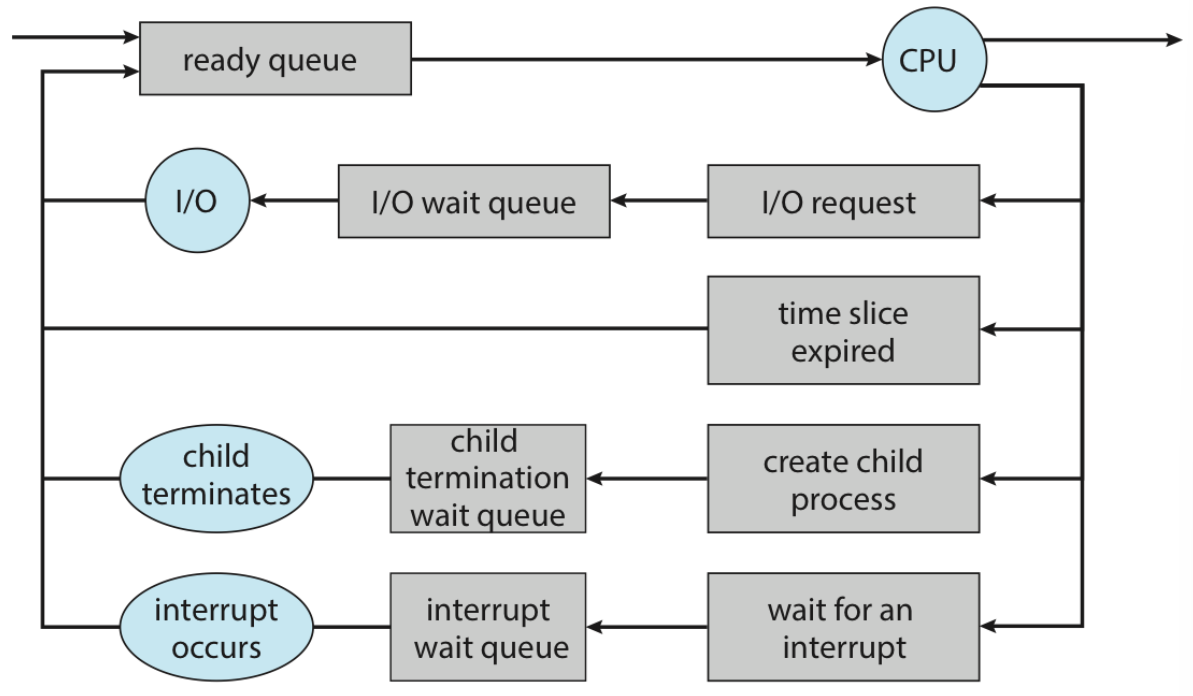 ready queue
CPU
I/O
I/O wait queue
I/O request
time slice
expired
child
terminates
child
termination
wait queue
create child
process
interrupt
occurs
interrupt
wait queue
wait for an
interrupt